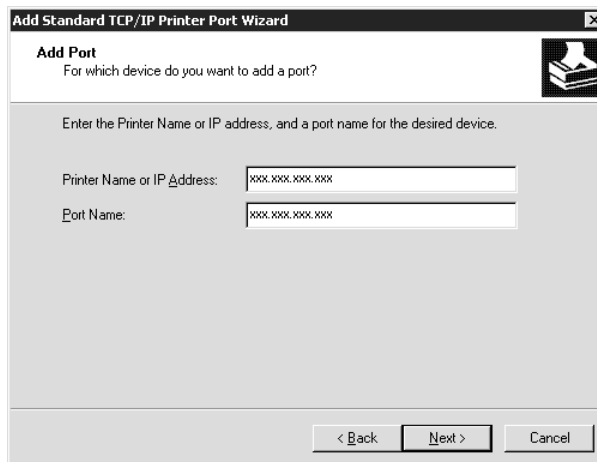 Add Standard TCP/IP Printer Port Wizard
Add Port
For which device do you want to add a port?
Enter the Printer Name or IP address, and a port name for the desired device.
Printer Name or IP Address: xxx.xxx.xxx.xxx
Port Name: xxx.xxx.xxx.xxx
< Back Next > Cancel